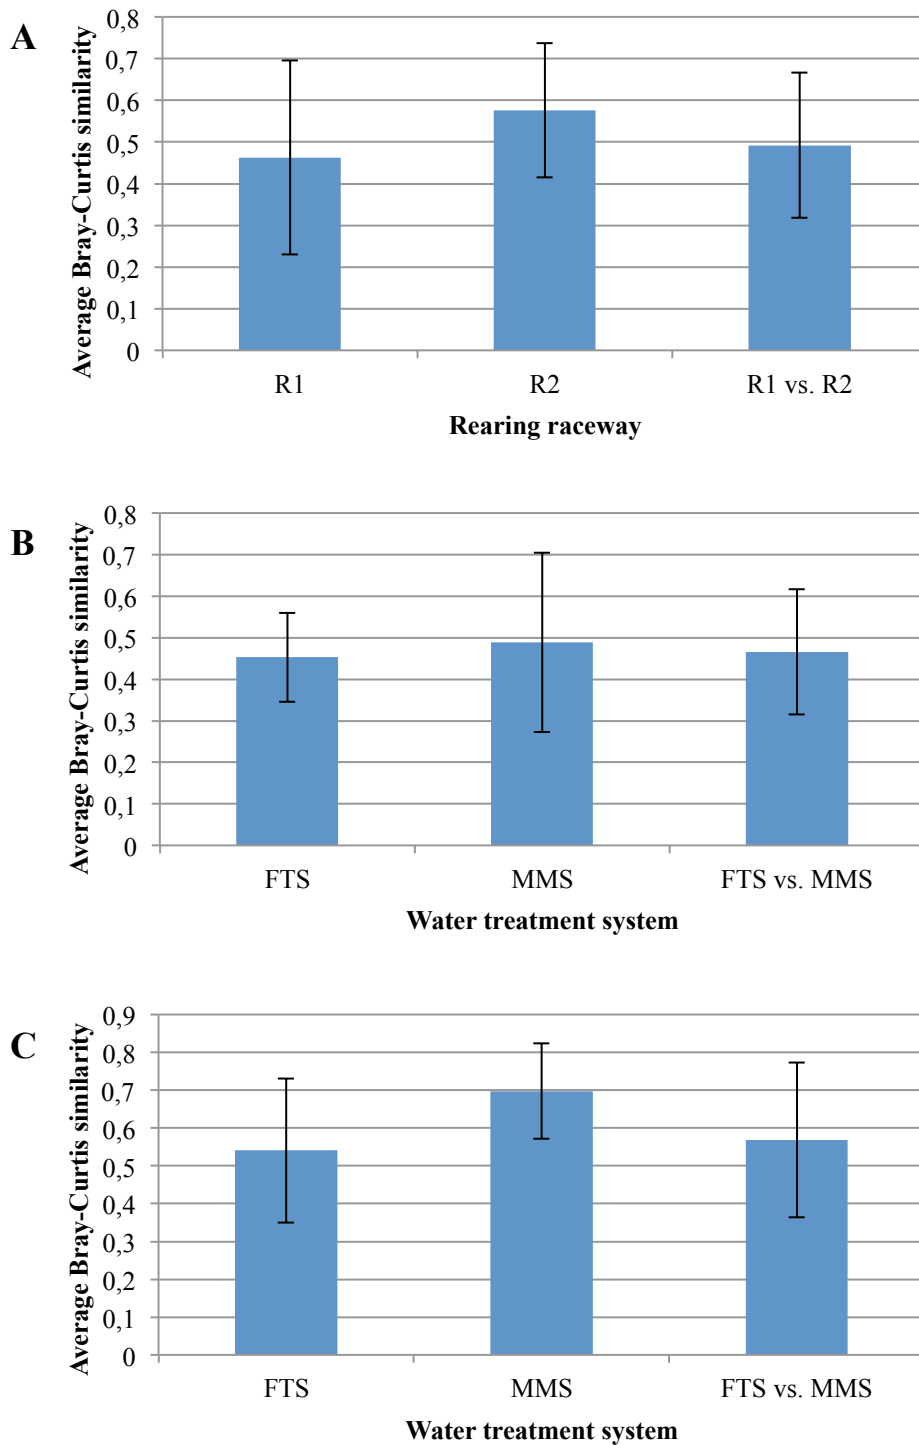 A
Average Bray-Curtis similarity
0,8
0,7
0,6
0,5
0,4
0,3
0,2
0,1
0
R1 R2 R1 vs. R2
Rearing raceway
B
Average Bray-Curtis similarity
0,8
0,7
0,6
0,5
0,4
0,3
0,2
0,1
0
FTS MMS FTS vs. MMS
Water treatment system
C
Average Bray-Curtis similarity
0,9
0,8
0,7
0,6
0,5
0,4
0,3
0,2
0,1
0
FTS MMS FTS vs. MMS
Water treatment system